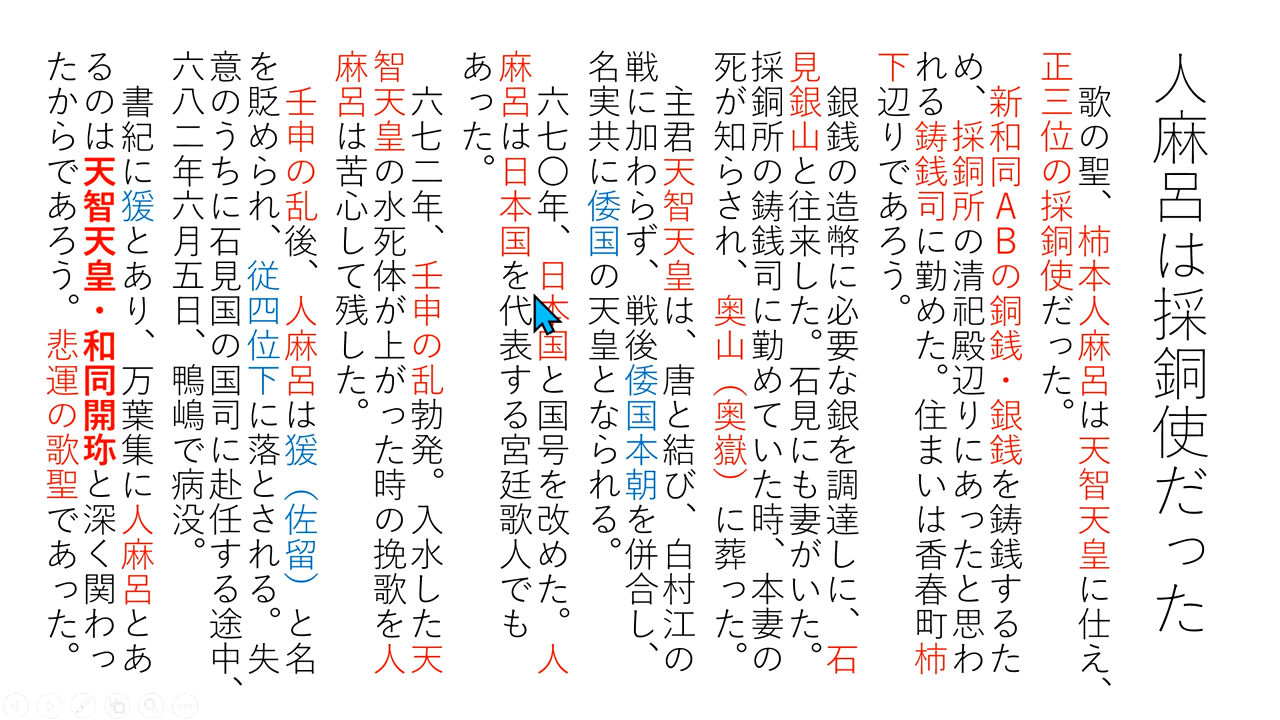 人麻呂は採銅使だった
歌の聖、柿本人麻呂は天智天皇に仕え、
正三位の採銅使だった。
新和同ＡＢの銅銭・銀銭を鋳銭するた
め、採銅所の清祀殿辺りにあったと思わ
れる鋳銭司に勤めた。住まいは香春町柿
下辺りであろう。
銀銭の造幣に必要な銀を調達しに、石
見銀山と往来した。石見にも妻がいた。
採銅所の鋳銭司に勤めていた時、本妻の
死が知らされ、奥山（奥嶽）に葬った。
主君天智天皇は、唐と結び、白村江の
戦に加わらず、戦後倭国本朝を併合し、
名実共に倭国の天皇となられる。
六七〇年、日本国と国号を改めた。人
麻呂は日本国を代表する宮廷歌人でも
あった。
六七二年、壬申の乱勃発。入水した天
智天皇の水死体が上がった時の挽歌を人
麻呂は苦心して残した。
壬申の乱後、人麻呂は猨（佐留）と名
を貶められ、従四位下に落とされる。失
意のうちに石見国の国司に赴任する途中、
六八二年六月五日、鴨嶋で病没。
書紀に猨とあり、万葉集に人麻呂とあ
るのは天智天皇・和同開珎と深く関わっ
たからであろう。悲運の歌聖であった。